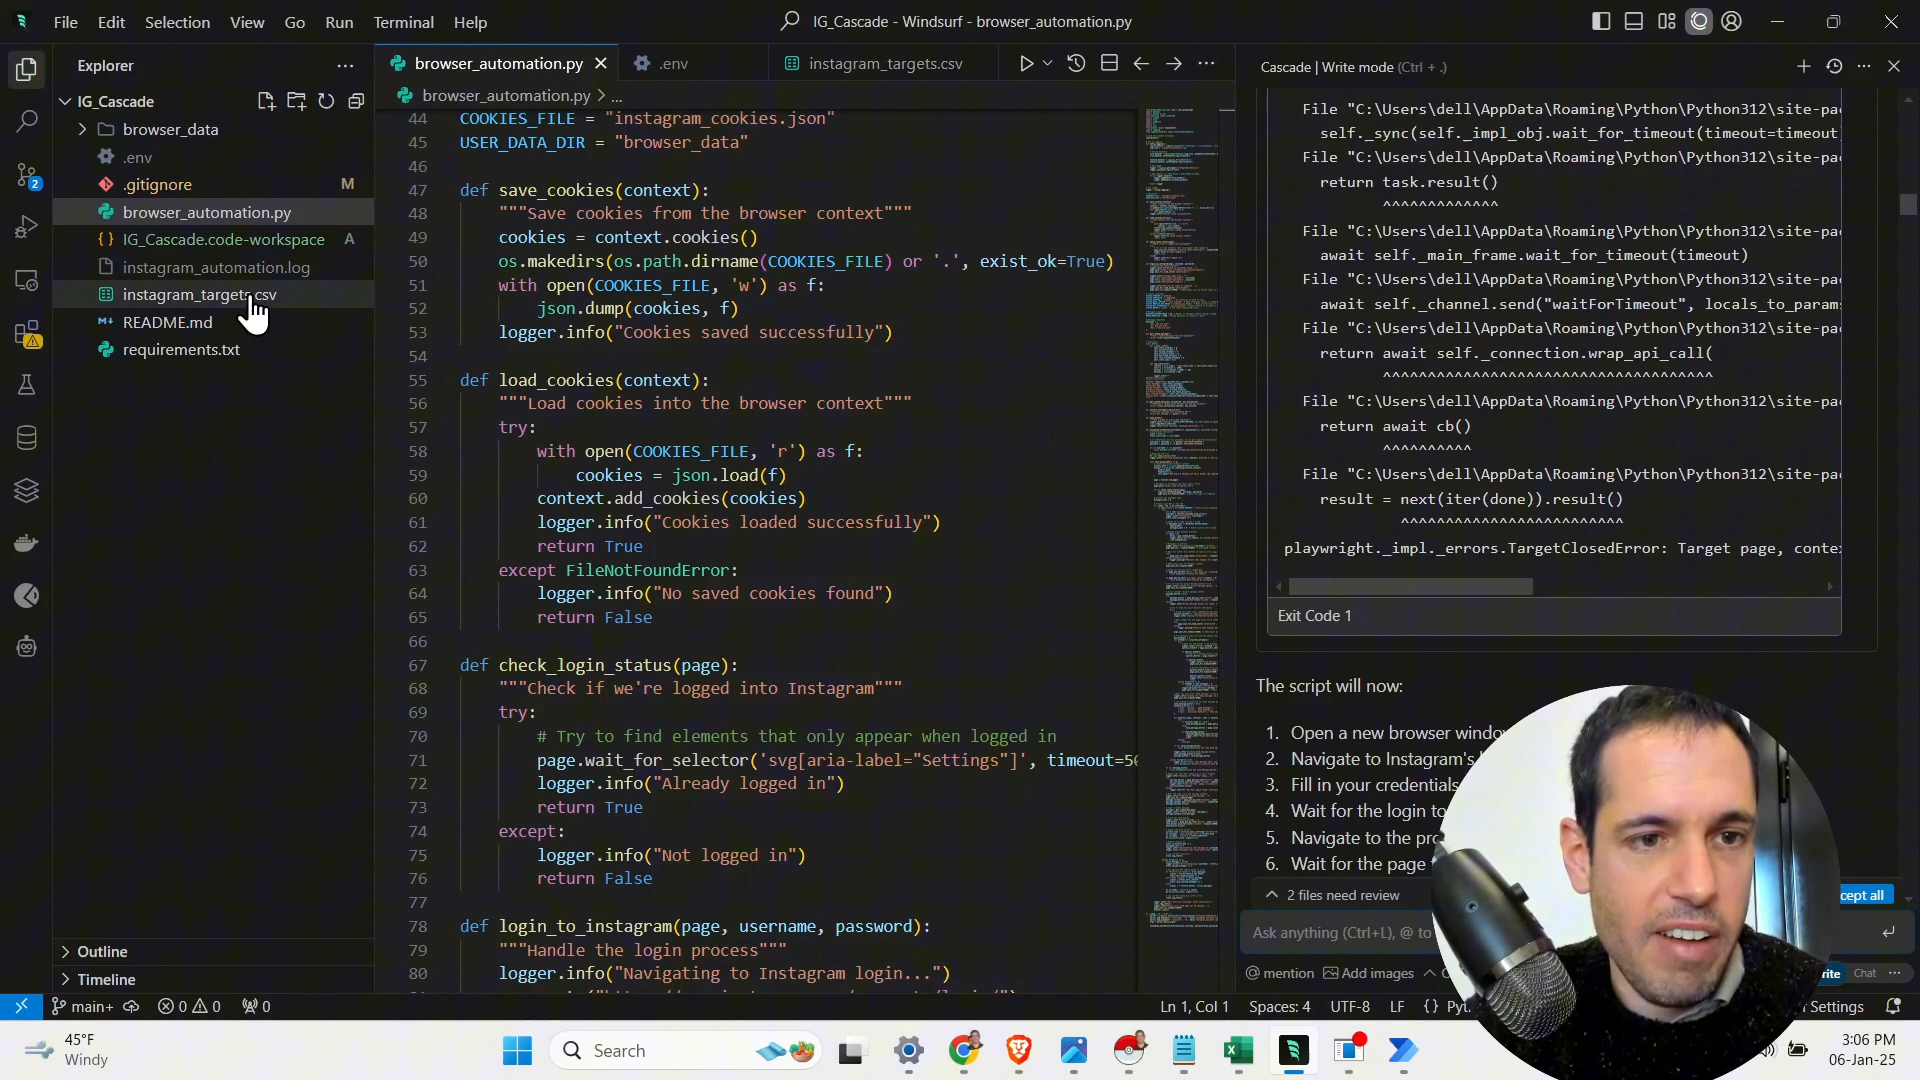 File Edit Selection View Go Run Terminal Help
IG_Cascade - Windsurf - browser_automation.py
Explorer
IG_Cascade
browser_data
.env
.gitignore M
browser_automation.py
IG_Cascade.code-workspace A
instagram_automation.log
instagram_targets.csv
README.md
requirements.txt
2
Outline
Timeline
browser_automation.py
.env
instagram_targets.csv
browser_automation.py > ...
44 COOKIES_FILE = "instagram_cookies.json"
45 USER_DATA_DIR = "browser_data"
46
47 def save_cookies(context):
48 """Save cookies from the browser context"""
49 cookies = context.cookies()
50 os.makedirs(os.path.dirname(COOKIES_FILE) or '.', exist_ok=True)
51 with open(COOKIES_FILE, 'w') as f:
52 json.dump(cookies, f)
53 logger.info("Cookies saved successfully")
54
55 def load_cookies(context):
56 """Load cookies into the browser context"""
57 try:
58 with open(COOKIES_FILE, 'r') as f:
59 cookies = json.load(f)
60 context.add_cookies(cookies)
61 logger.info("Cookies loaded successfully")
62 return True
63 except FileNotFoundError:
64 logger.info("No saved cookies found")
65 return False
66
67 def check_login_status(page):
68 """Check if we're logged into Instagram"""
69 try:
70 # Try to find elements that only appear when logged in
71 page.wait_for_selector('svg[aria-label="Settings"]', timeout=50
72 logger.info("Already logged in")
73 return True
74 except:
75 logger.info("Not logged in")
76 return False
77
78 def login_to_instagram(page, username, password):
79 """Handle the login process"""
80 logger.info("Navigating to Instagram login...")
Cascade | Write mode (Ctrl + .)
File "C:\Users\dell\AppData\Roaming\Python\Python312\site-pa
self._sync(self._impl_obj.wait_for_timeout(timeout=timeout
File "C:\Users\dell\AppData\Roaming\Python\Python312\site-pa
return task.result()
^^^^^^^^^^^^^
File "C:\Users\dell\AppData\Roaming\Python\Python312\site-pa
await self._main_frame.wait_for_timeout(timeout)
File "C:\Users\dell\AppData\Roaming\Python\Python312\site-pa
await self._channel.send("waitForTimeout", locals_to_param
File "C:\Users\dell\AppData\Roaming\Python\Python312\site-pa
return await self._connection.wrap_api_call(
^^^^^^^^^^^^^^^^^^^^^^^^^^^^^^^^^^^^
File "C:\Users\dell\AppData\Roaming\Python\Python312\site-pa
return await cb()
^^^^^^^^^^
File "C:\Users\dell\AppData\Roaming\Python\Python312\site-pa
result = next(iter(done)).result()
^^^^^^^^^^^^^^^^^^^^^^^^^
playwright._impl._errors.TargetClosedError: Target page, conte
Exit Code 1
The script will now:
1. Open a new browser windo
2. Navigate to Instagram's
3. Fill in your credentials
4. Wait for the login to
5. Navigate to the pro
6. Wait for the page
2 files need review
cept all
Ask anything (Ctrl+L), @ to
@ mention Add images
rite Chat
main+ 0 0 0
Ln 1, Col 1 Spaces: 4 UTF-8 LF { } Pyt
Settings
45°F
Windy
Search
3:06 PM
06-Jan-25